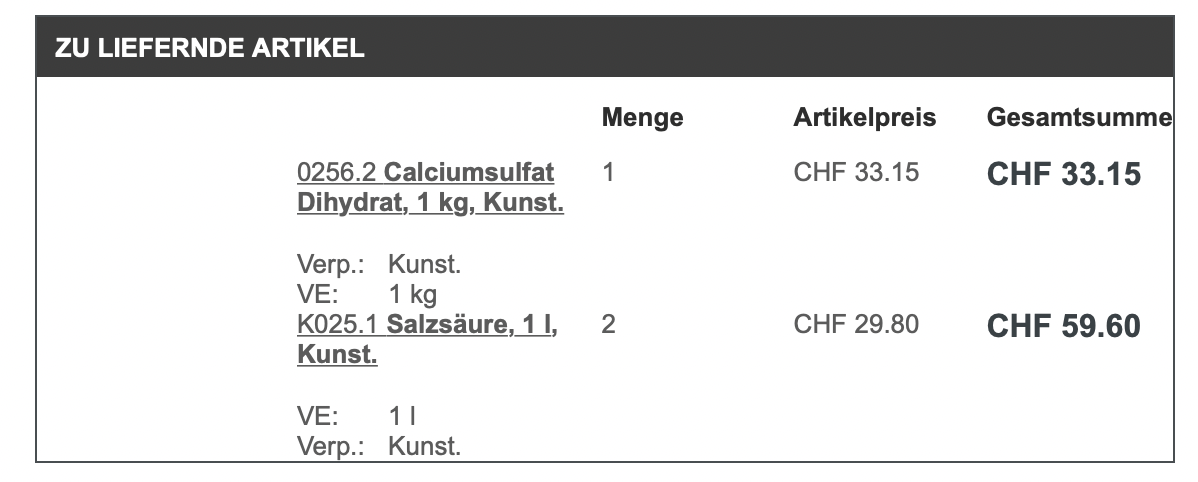 ZU LIEFERNDE ARTIKEL
Menge Artikelpreis Gesamtsumme
0256.2 Calciumsulfat 1 CHF 33.15 CHF 33.15
Dihydrat, 1 kg, Kunst.
Verp.: Kunst.
VE: 1 kg
K025.1 Salzsäure, 1 l, 2 CHF 29.80 CHF 59.60
Kunst.
VE: 1 l
Verp.: Kunst.